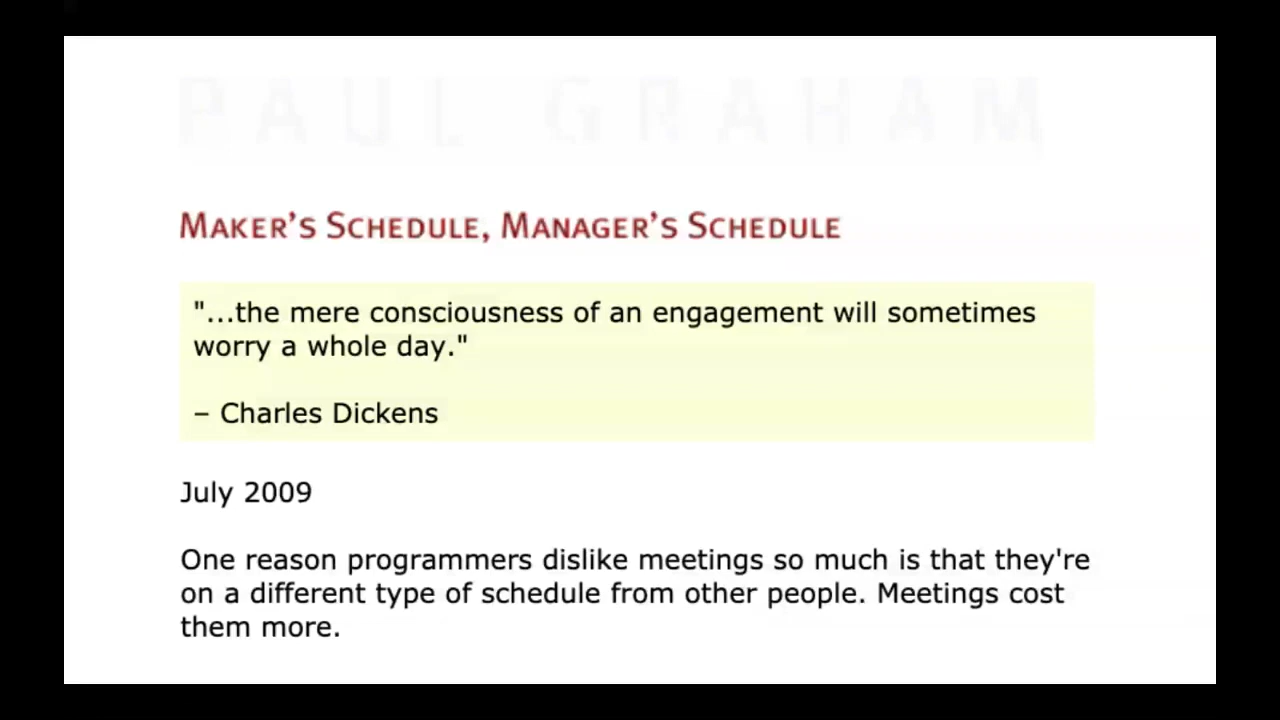 PAUL GRAHAM
MAKER'S SCHEDULE, MANAGER'S SCHEDULE
"...the mere consciousness of an engagement will sometimes
worry a whole day."
– Charles Dickens
July 2009
One reason programmers dislike meetings so much is that they're
on a different type of schedule from other people. Meetings cost
them more.